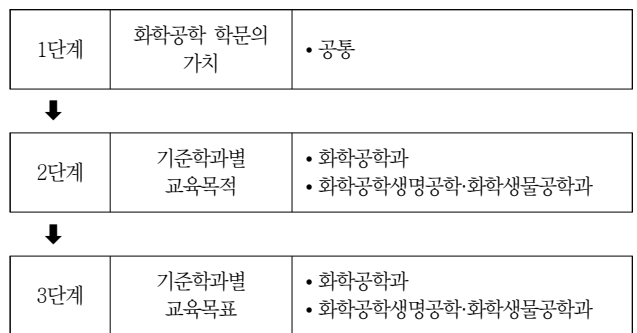 1단계
화학공학 학문의
가치
• 공통
⬇
2단계
기준학과별
교육목적
• 화학공학과
• 화학공학생명공학·화학생물공학과
⬇
3단계
기준학과별
교육목표
• 화학공학과
• 화학공학생명공학·화학생물공학과